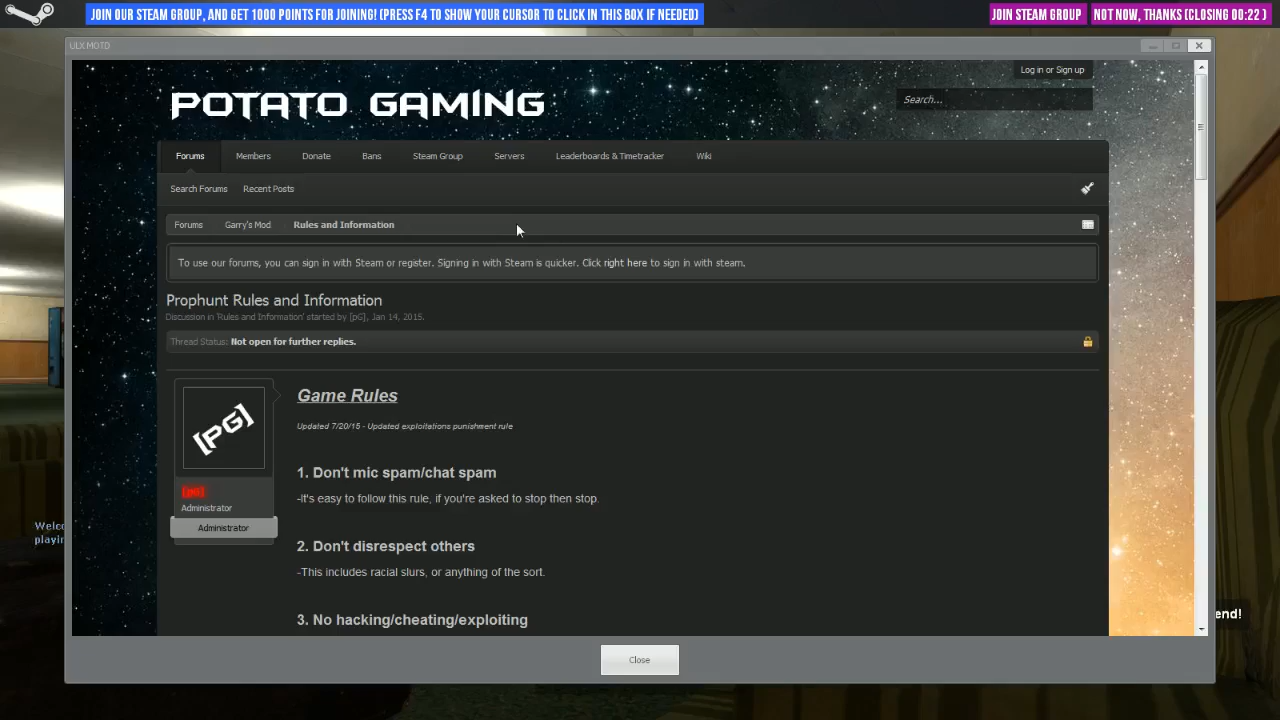 JOIN OUR STEAM GROUP, AND GET 1000 POINTS FOR JOINING! (PRESS F4 TO SHOW YOUR CURSOR TO CLICK IN THIS BOX IF NEEDED)
JOIN STEAM GROUP
NOT NOW, THANKS (CLOSING 00:22 )
ULX MOTD
Log in or Sign up
POTATO GAMING
Search...
Forums Members Donate Bans Steam Group Servers Leaderboards & Timetracker Wiki
Search Forums Recent Posts
Forums Garry's Mod Rules and Information
To use our forums, you can sign in with Steam or register. Signing in with Steam is quicker. Click right here to sign in with steam.
Prophunt Rules and Information
Discussion in 'Rules and Information' started by [pG], Jan 14, 2015.
Thread Status: Not open for further replies.
[PG]
[pG]
Administrator
Administrator
Game Rules
Updated 7/20/15 - Updated exploitations punishment rule
1. Don't mic spam/chat spam
-It's easy to follow this rule, if you're asked to stop then stop.
2. Don't disrespect others
-This includes racial slurs, or anything of the sort.
3. No hacking/cheating/exploiting
Welc
playin
end!
Close